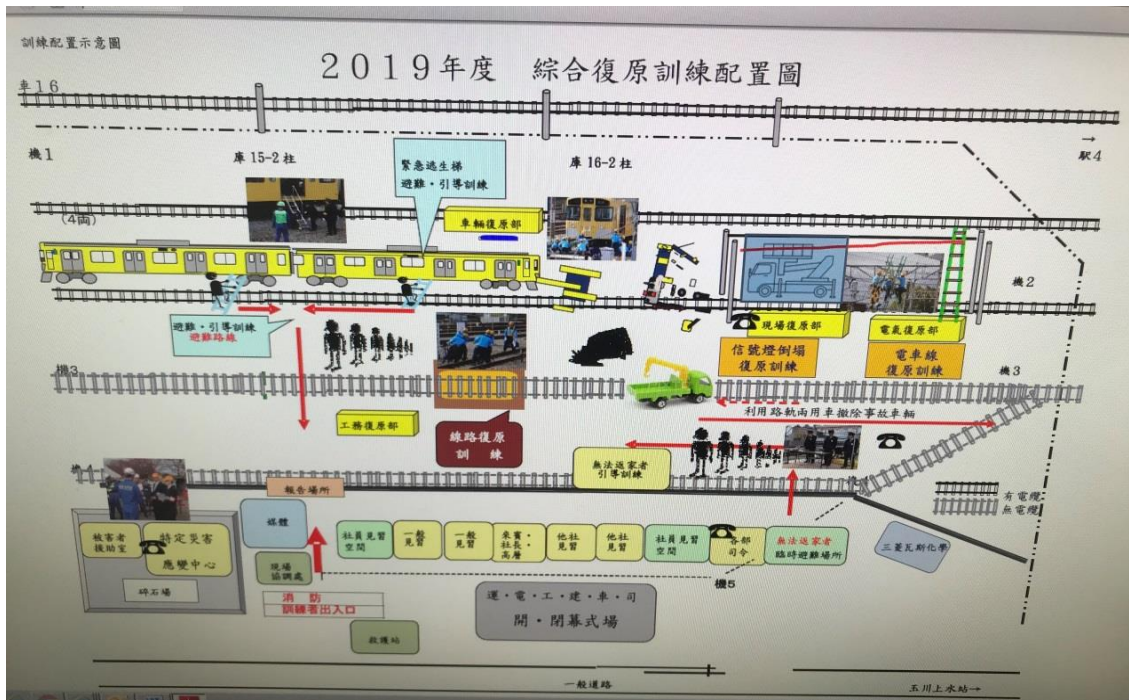 訓練配置示意圖
2019年度 綜合復原訓練配置圖
車16
機1
庫15-2柱
緊急逃生梯
避難・引導訓練
庫16-2柱
→
駅4
(4両)
車輛復原部
機2
避難・引導訓練
避難路線
現場復原部
電氣復原部
信號燈倒塌
復原訓練
電車線
復原訓練
機3
機3
利用路軌兩用車撤除事故車輛
工務復原部
線路復原
訓練
無法返家者
引導訓練
報告場所
有電纜
無電纜
被害者
援助室
特定災害
應變中心
碎石場
媒體
現場
協調處
社員見習
空間
一般
見習
一般
見習
來賓・
社長・
高層
他社
見習
他社
見習
社員見習
空間
各部
司令
無法返家者
臨時避難場所
三菱瓦斯化學
機5
消防
訓練者出入口
運・電・工・建・車・司
開・閉幕式場
救護站
一般道路
玉川上水站→